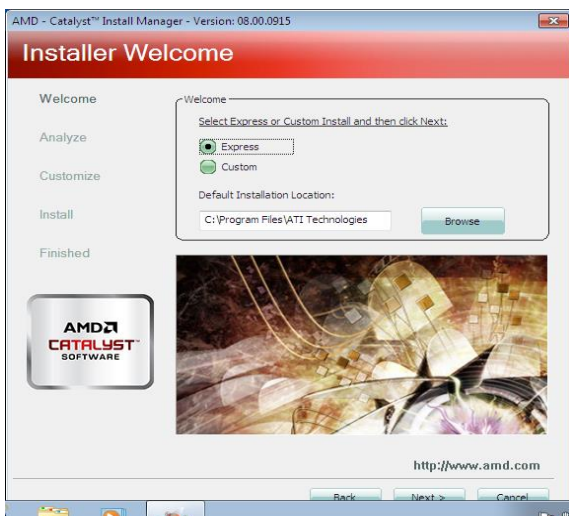 AMD - Catalyst™ Install Manager - Version: 08.00.0915
Installer Welcome
Welcome
Analyze
Customize
Install
Finished
Welcome
Select Express or Custom Install and then click Next:
Express
Custom
Default Installation Location:
C:\Program Files\ATI Technologies
Browse
AMD
CATALYST™
SOFTWARE
http://www.amd.com
Back
Next >
Cancel